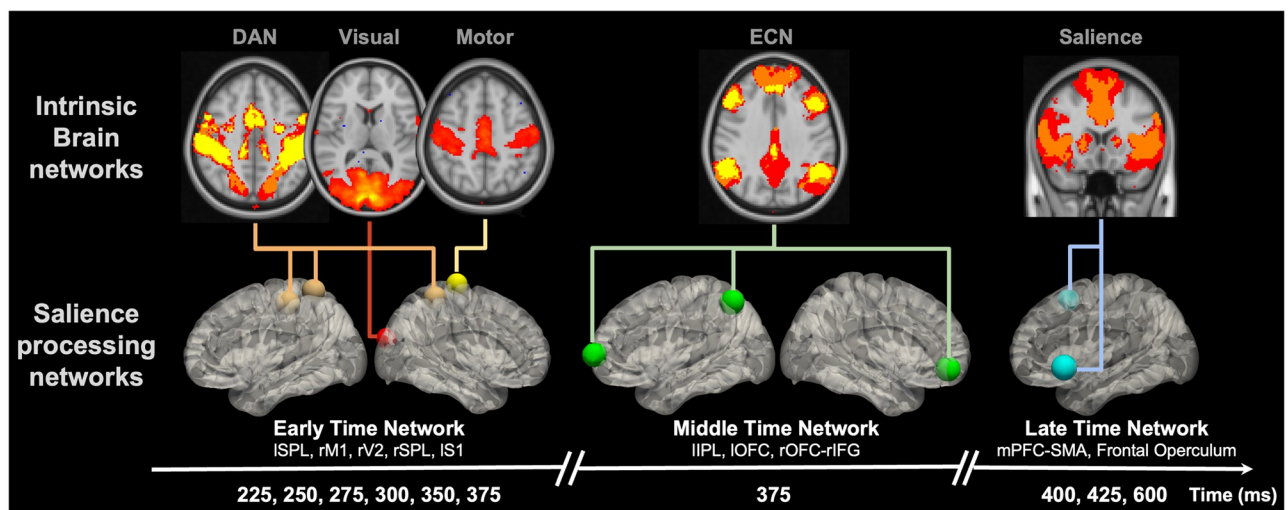 DAN Visual Motor ECN Salience
Intrinsic
Brain
networks
Salience
processing
networks
Early Time Network Middle Time Network Late Time Network
lSPL, rM1, rV2, rSPL, lS1 lIPL, lOFC, rOFC-rIFG mPFC-SMA, Frontal Operculum
225, 250, 275, 300, 350, 375 375 400, 425, 600 Time (ms)